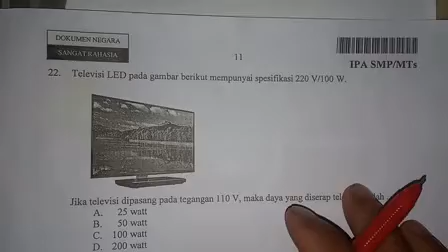 DOKUMEN NEGARA
SANGAT RAHASIA
11
IPA SMP/MTs
22. Televisi LED pada gambar berikut mempunyai spesifikasi 220 V/100 W.
Jika televisi dipasang pada tegangan 110 V, maka daya yang diserap
A. 25 watt
B. 50 watt
C. 100 watt
D. 200 watt